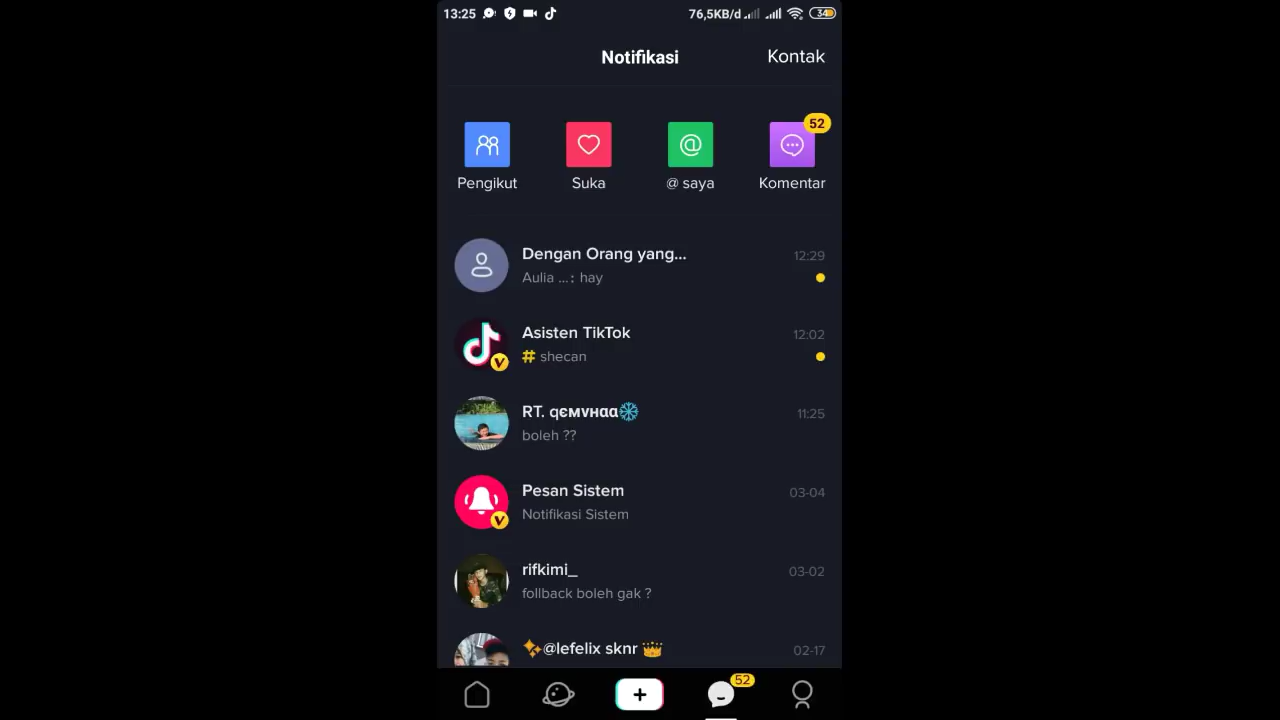 13:25 76,5KB/d 34
Notifikasi Kontak
52
Pengikut Suka @ saya Komentar
Dengan Orang yang... 12:29
Aulia ...: hay
Asisten TikTok 12:02
# shecan
RT. qємvнαα❄ 11:25
boleh ??
Pesan Sistem 03-04
Notifikasi Sistem
rifkimi_ 03-02
follback boleh gak ?
✨@lefelix sknr 👑 02-17
52